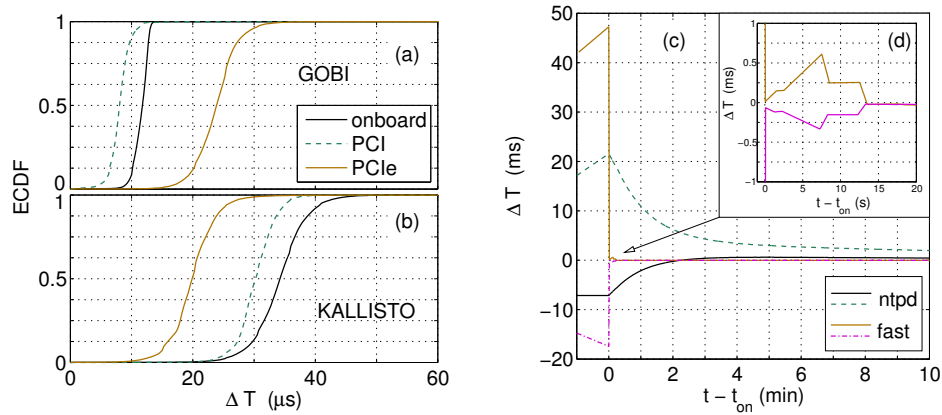 1
(a)
GOBI
0.5
onboard
PCI
PCIe
0
ECDF
1
(b)
0.5
KALLISTO
0
0 20 40 60
Δ T (μs)
50
40
30
20
10
0
−10
−20
Δ T (ms)
(c)
(d)
1
0.5
0
−0.5
−1
Δ T (ms)
0 5 10 15 20
t − ton (s)
ntpd
fast
−2 0 2 4 6 8 10
t − ton (min)